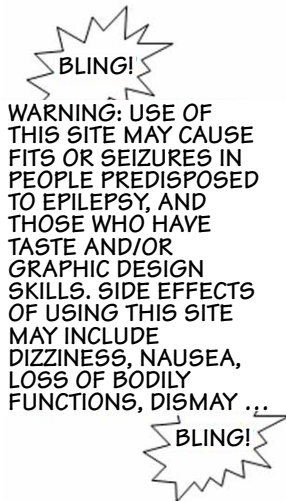 BLING!
WARNING: USE OF
THIS SITE MAY CAUSE
FITS OR SEIZURES IN
PEOPLE PREDISPOSED
TO EPILEPSY, AND
THOSE WHO HAVE
TASTE AND/OR
GRAPHIC DESIGN
SKILLS. SIDE EFFECTS
OF USING THIS SITE
MAY INCLUDE
DIZZINESS, NAUSEA,
LOSS OF BODILY
FUNCTIONS, DISMAY ...
BLING!